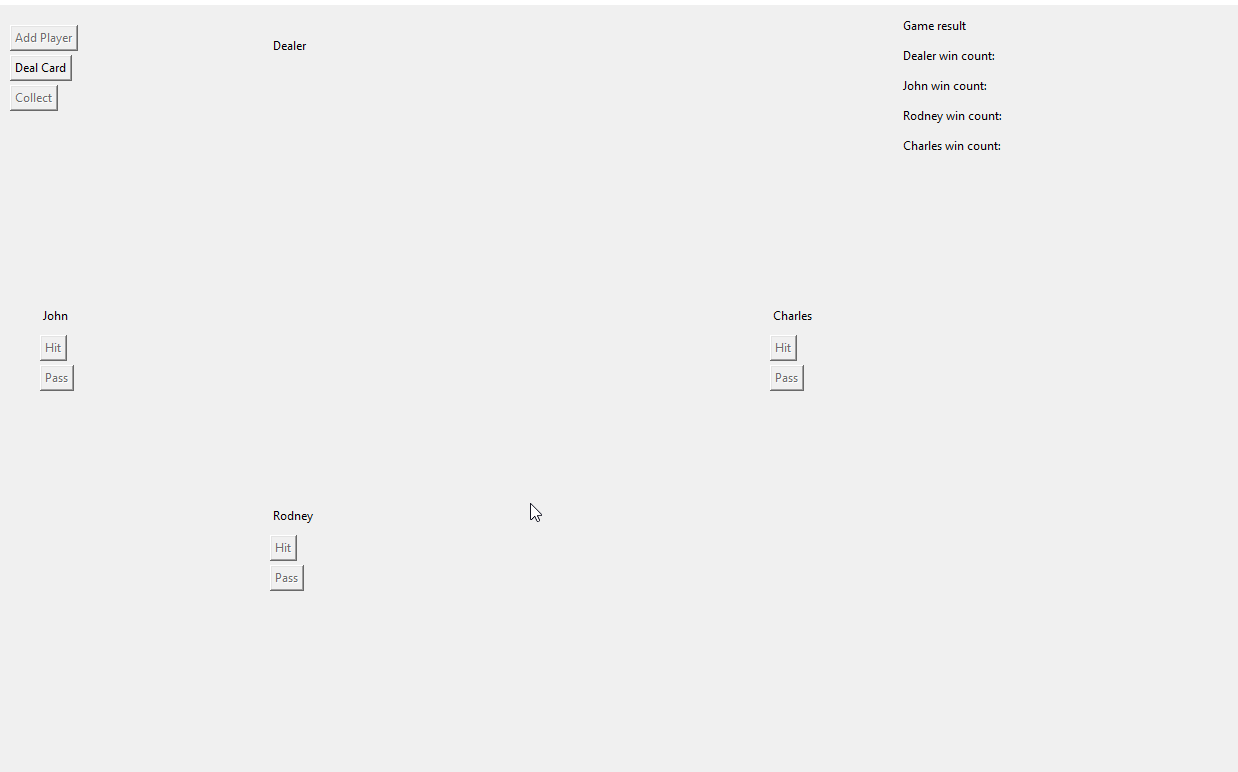 Add Player
Deal Card
Collect
Dealer
Game result
Dealer win count:
John win count:
Rodney win count:
Charles win count:
John
Hit
Pass
Charles
Hit
Pass
Rodney
Hit
Pass